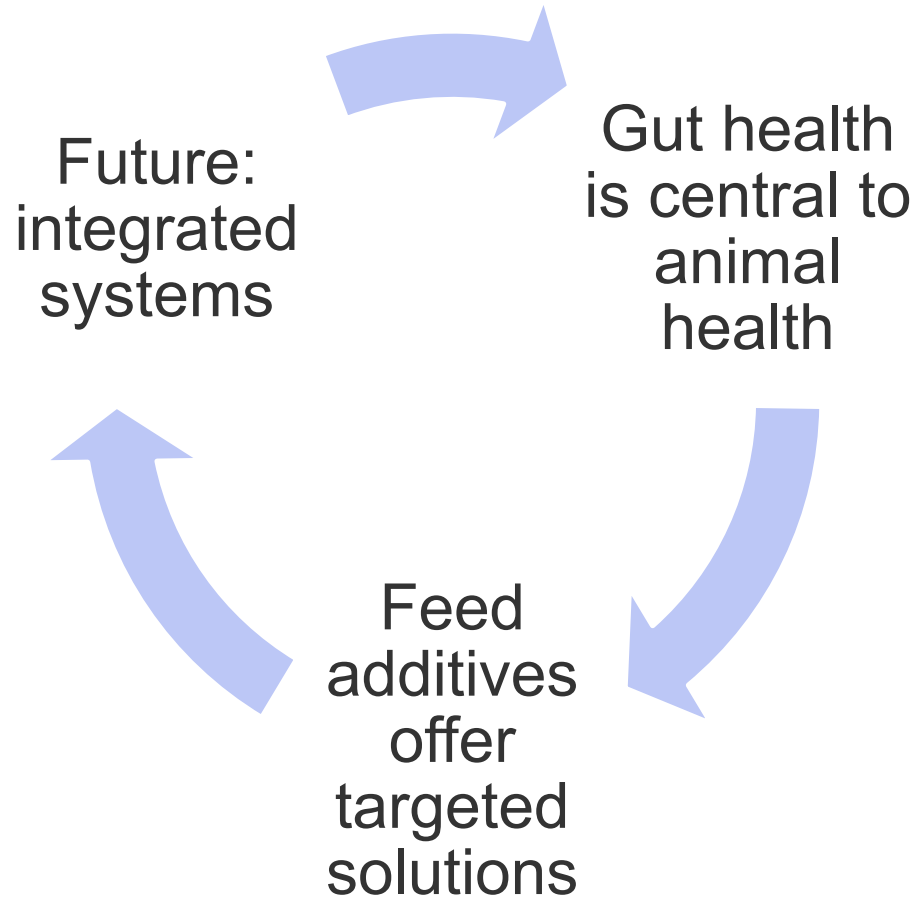 Future:
integrated
systems
Gut health
is central to
animal
health
Feed
additives
offer
targeted
solutions